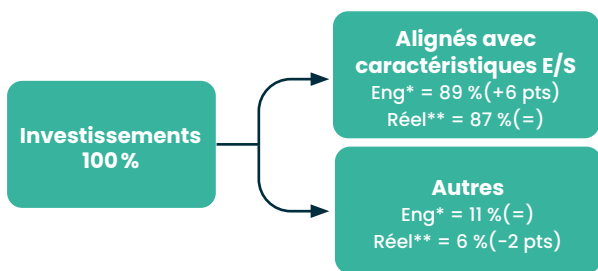 Investissements
100 %
Alignés avec
caractéristiques E/S
Eng* = 89 %(+6 pts)
Réel** = 87 %(=)
Autres
Eng* = 11 %(=)
Réel** = 6 %(-2 pts)